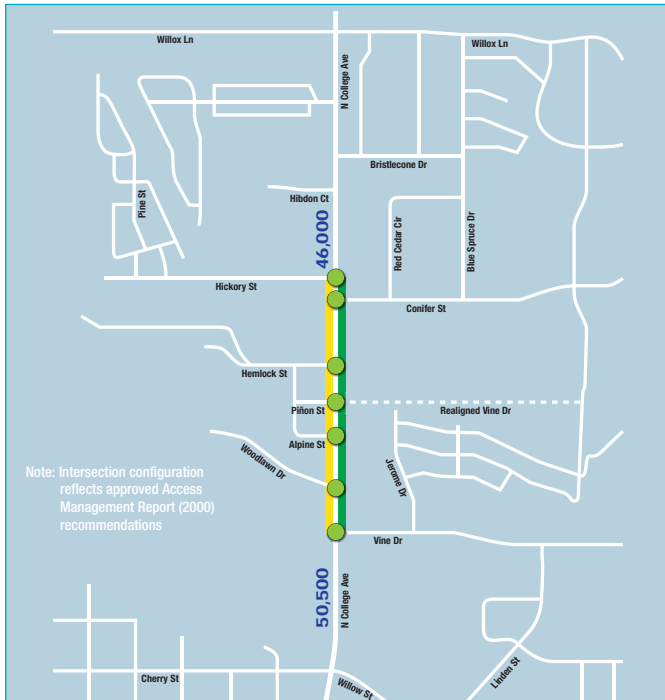 Willox Ln
Willox Ln
N College Ave
Bristlecone Dr
Pine St
Hibdon Ct
46,000
Red Cedar Cir
Blue Spruce Dr
Hickory St
Conifer St
Hemlock St
Piñon St
Realigned Vine Dr
Alpine St
Woodlawn Dr
Jerome Dr
Note: Intersection configuration
reflects approved Access
Management Report (2000)
recommendations
Vine Dr
50,500
N College Ave
Cherry St
Willow St
Linden St